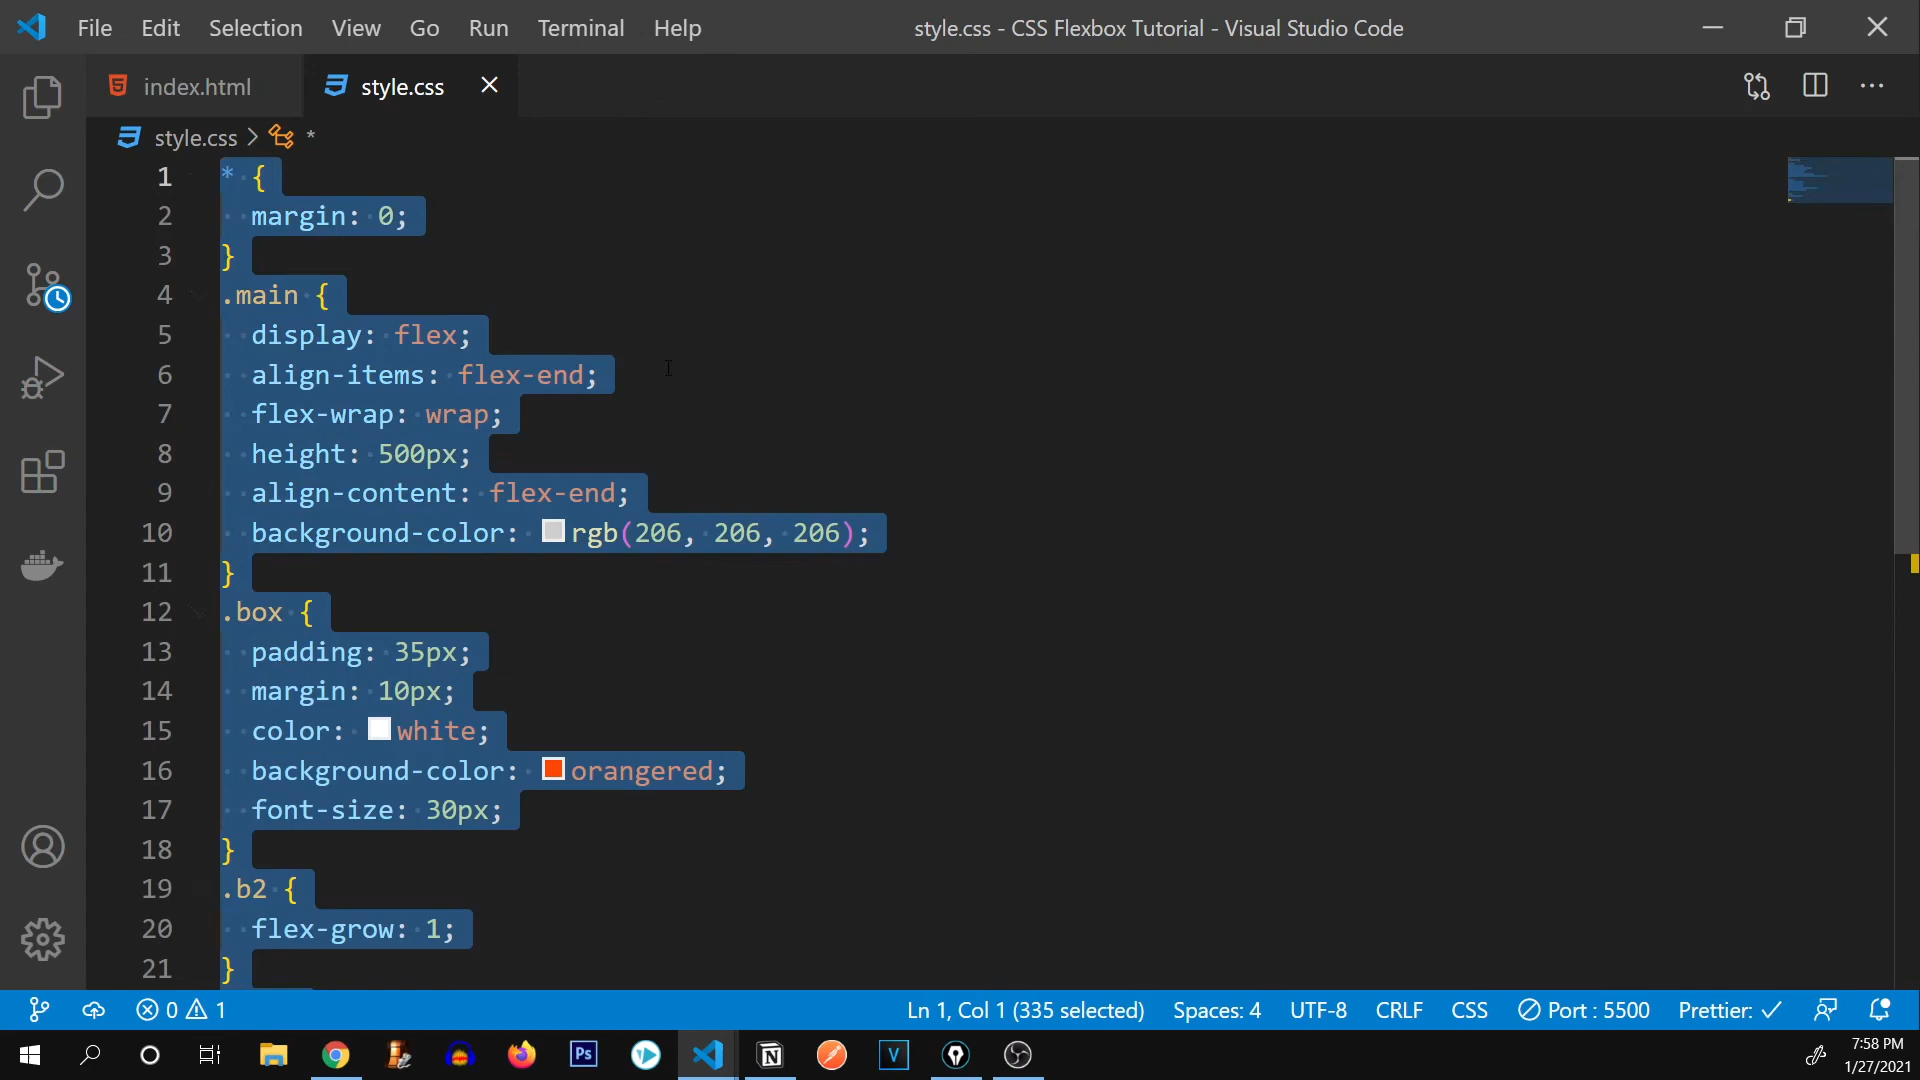 File Edit Selection View Go Run Terminal Help style.css - CSS Flexbox Tutorial - Visual Studio Code
index.html style.css
style.css > *
1 * {
2 margin: 0;
3 }
4 .main {
5 display: flex;
6 align-items: flex-end;
7 flex-wrap: wrap;
8 height: 500px;
9 align-content: flex-end;
10 background-color: rgb(206, 206, 206);
11 }
12 .box {
13 padding: 35px;
14 margin: 10px;
15 color: white;
16 background-color: orangered;
17 font-size: 30px;
18 }
19 .b2 {
20 flex-grow: 1;
21 }
0 1 Ln 1, Col 1 (335 selected) Spaces: 4 UTF-8 CRLF CSS Port : 5500 Prettier: ✓
Ps V 7:58 PM
1/27/2021